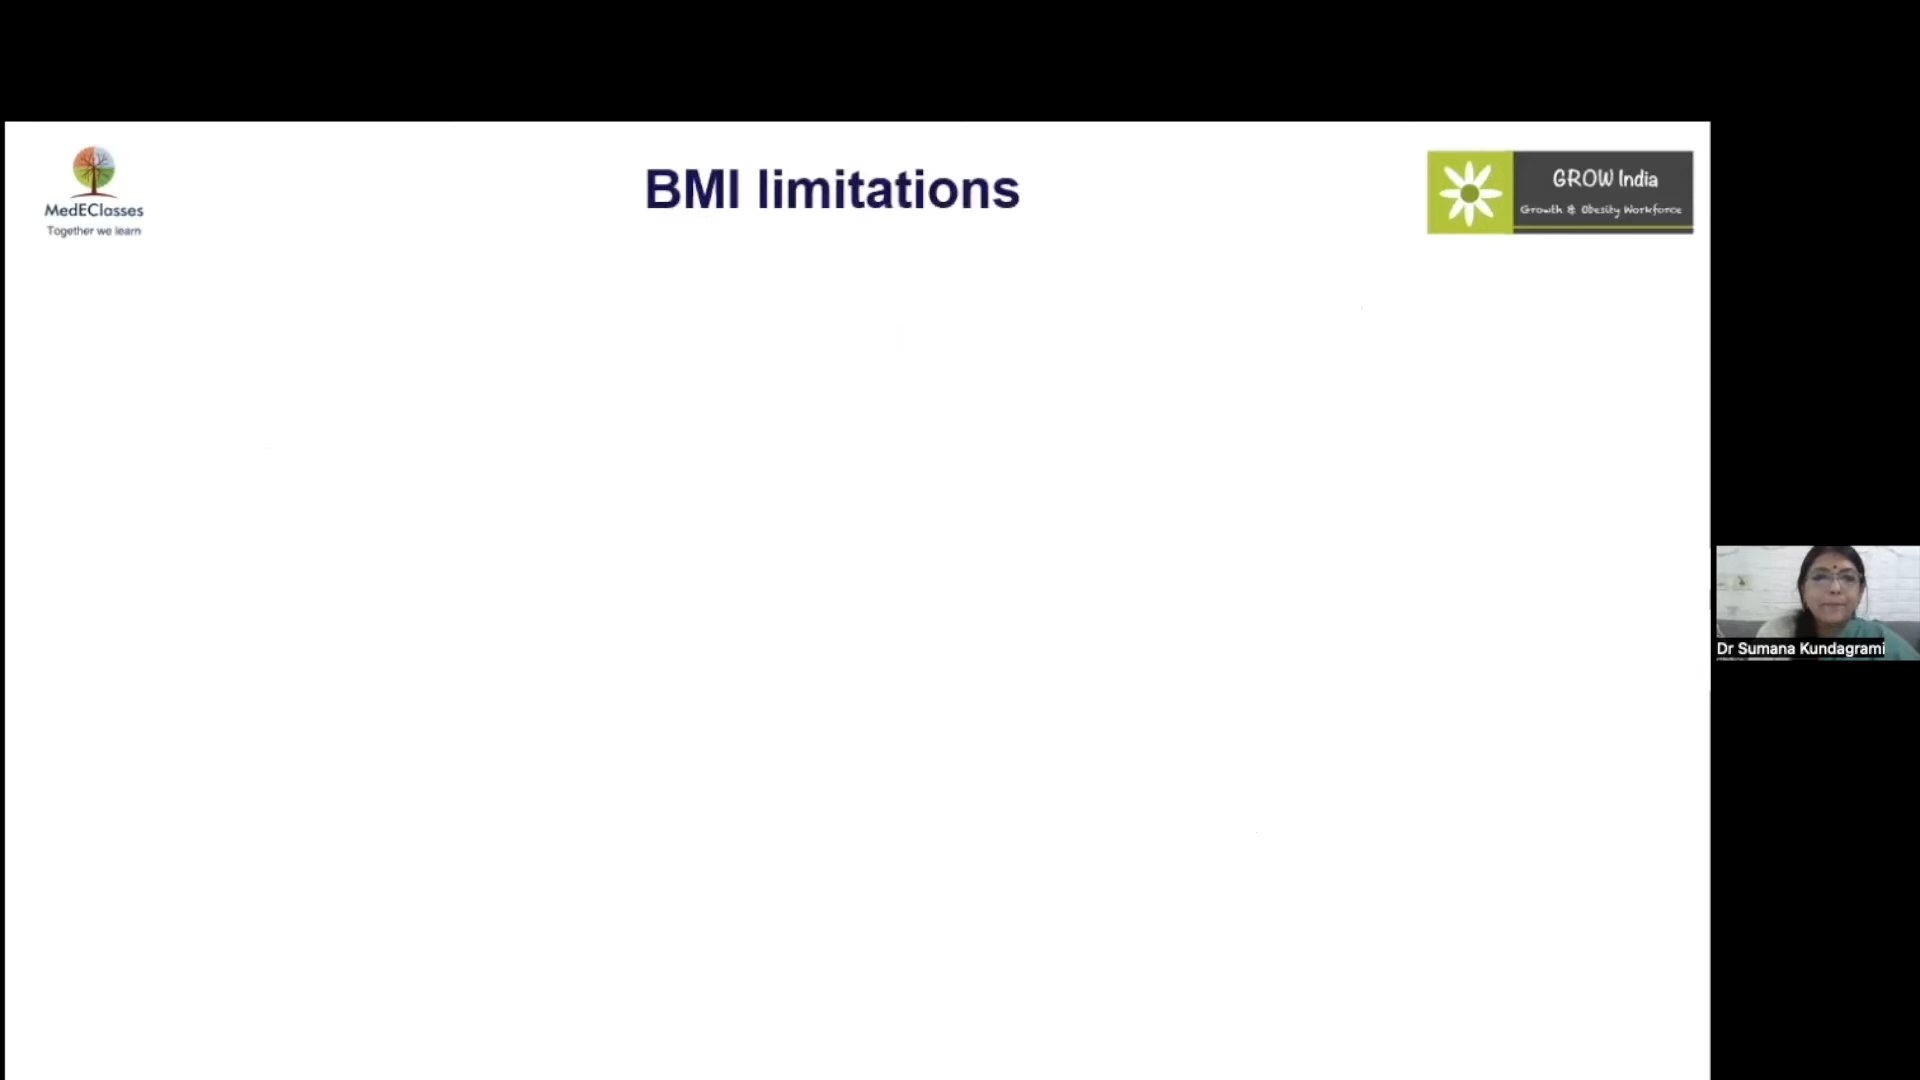 MedEClasses
Together we learn
BMI limitations
GROW India
Growth & Obesity Workforce
Dr Sumana Kundagrami